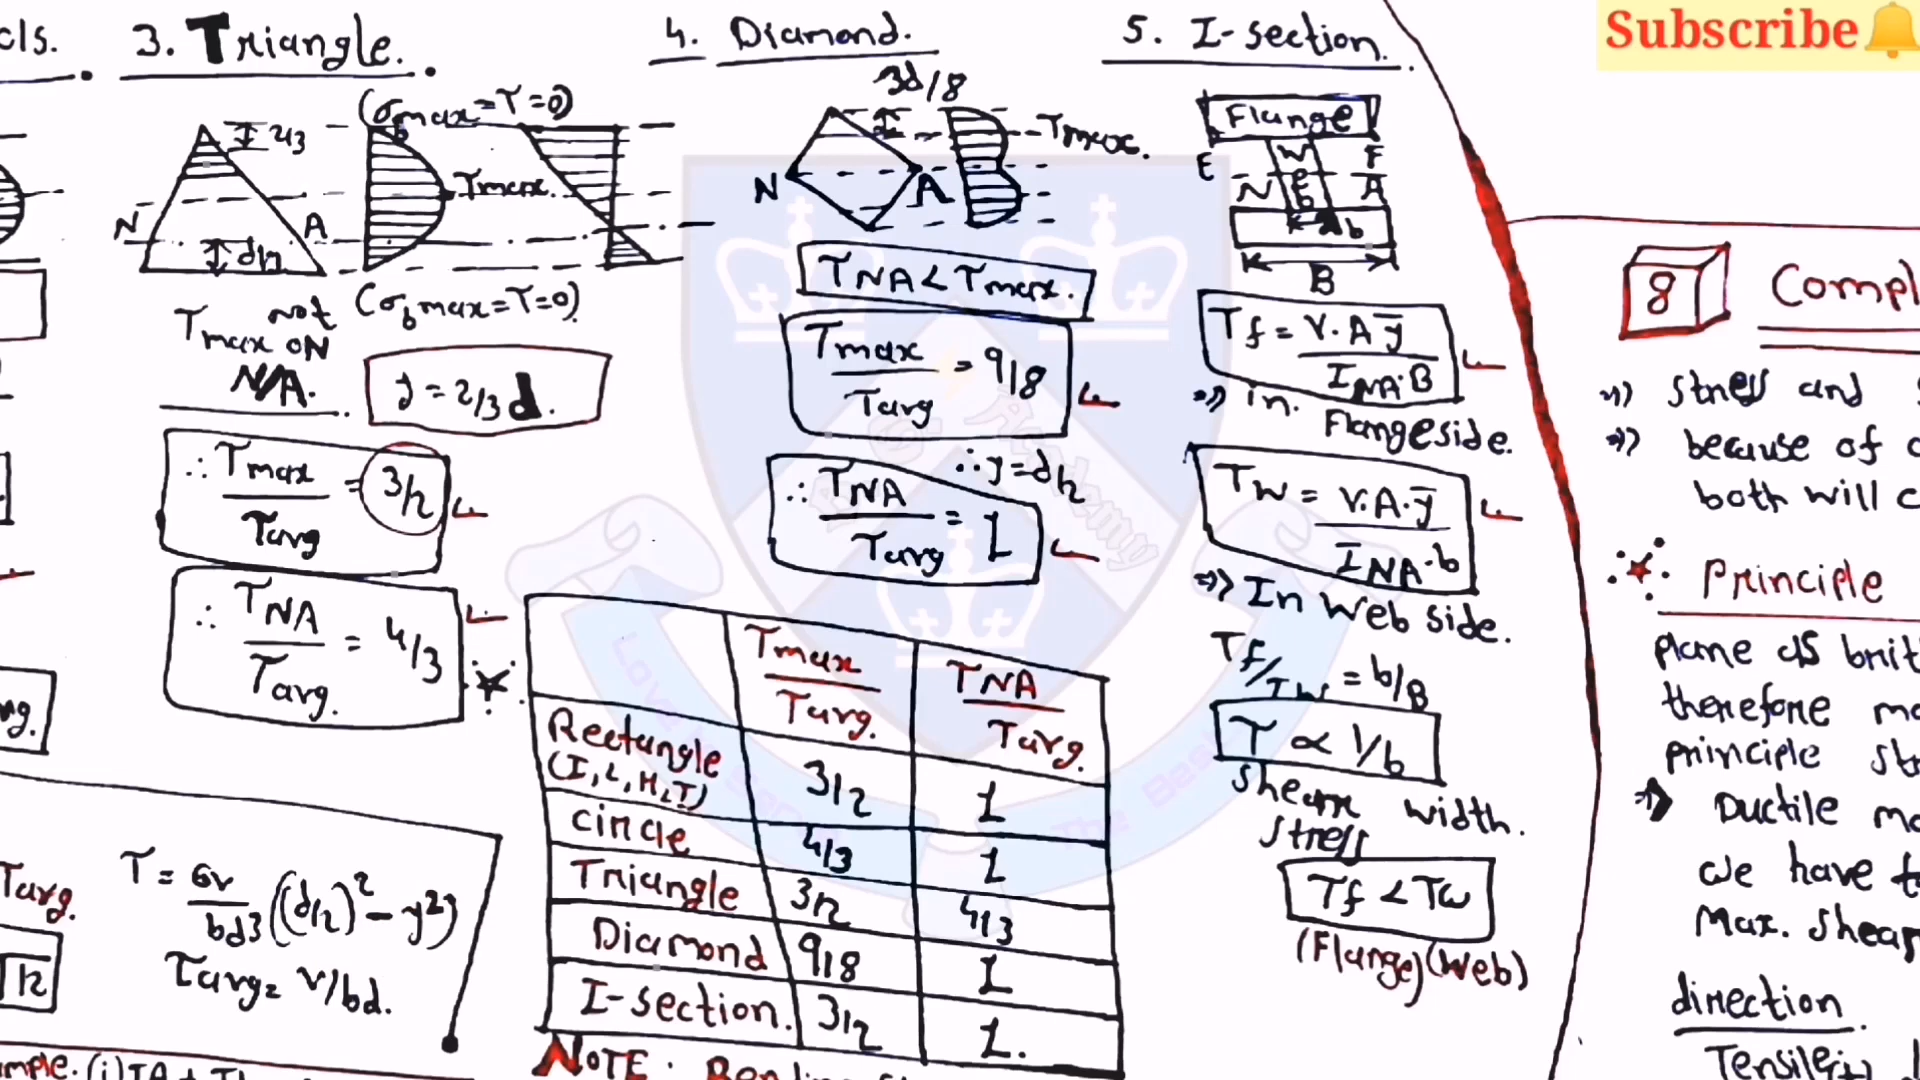 Subscribe
cls.
3. Triangle.
(σb max = τ = 0)
4/3
τmax.
N
A
d/3
(σb max = τ = 0)
τmax not
ON
N/A.
y = 2/3 d.
∴ τmax / τavg = 3/2
∴ τNA / τavg. = 4/3
4. Diamond.
3d/8
τmax.
N
A
τNA < τmax.
τmax / τavg = 9/8
∴ y = d/2
∴ τNA / τavg = 1
5. I-section.
Flange
E
F
Web
N
A
b
B
τf = V·Aȳ / INA·B
⇒ in.
Flangeside.
τw = V·A·ȳ / INA·b
⇒ In Web side.
τf/τw = b/B
τ ∝ 1/b
Shear width.
stress
τf < τw
(Flange) (Web)
τmax / τavg. τNA / τavg.
Rectangle 3/2 1
(I, L, H, T)
circle 4/3 1
Triangle 3/2 4/3
Diamond 9/8 1
I-section. 3/2 1.
NOTE :
τavg.
τ = 6V / bd3 ((d/2)² - y²)
τavg = V/bd.
8
Compl
⇒ stress and
⇒ because of
both will c
Principle
plane as brit
therefore m
principle st
⇒ Ductile m
we have t
Max. Shear
direction
Tensile